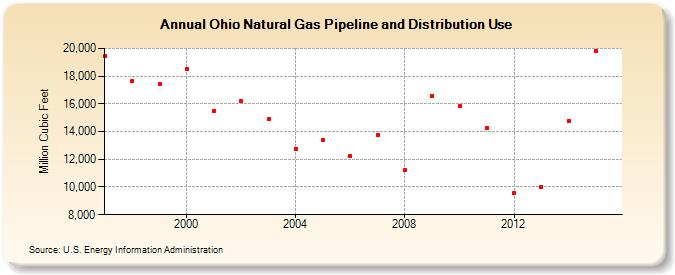 Annual Ohio Natural Gas Pipeline and Distribution Use
Million Cubic Feet
20,000
18,000
16,000
14,000
12,000
10,000
8,000
2000 2004 2008 2012
Source: U.S. Energy Information Administration